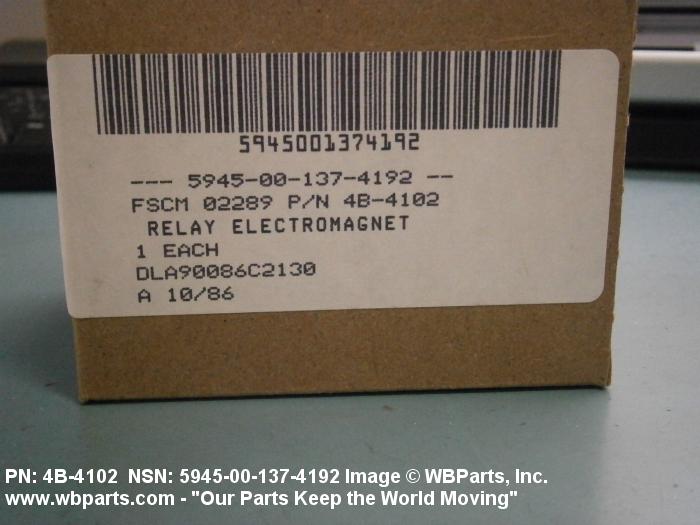 5945001374192
--- 5945-00-137-4192 --
FSCM 02289 P/N 4B-4102
RELAY ELECTROMAGNET
1 EACH
DLA90086C2130
A 10/86
PN: 4B-4102 NSN: 5945-00-137-4192 Image © WBParts, Inc.
www.wbparts.com - "Our Parts Keep the World Moving"